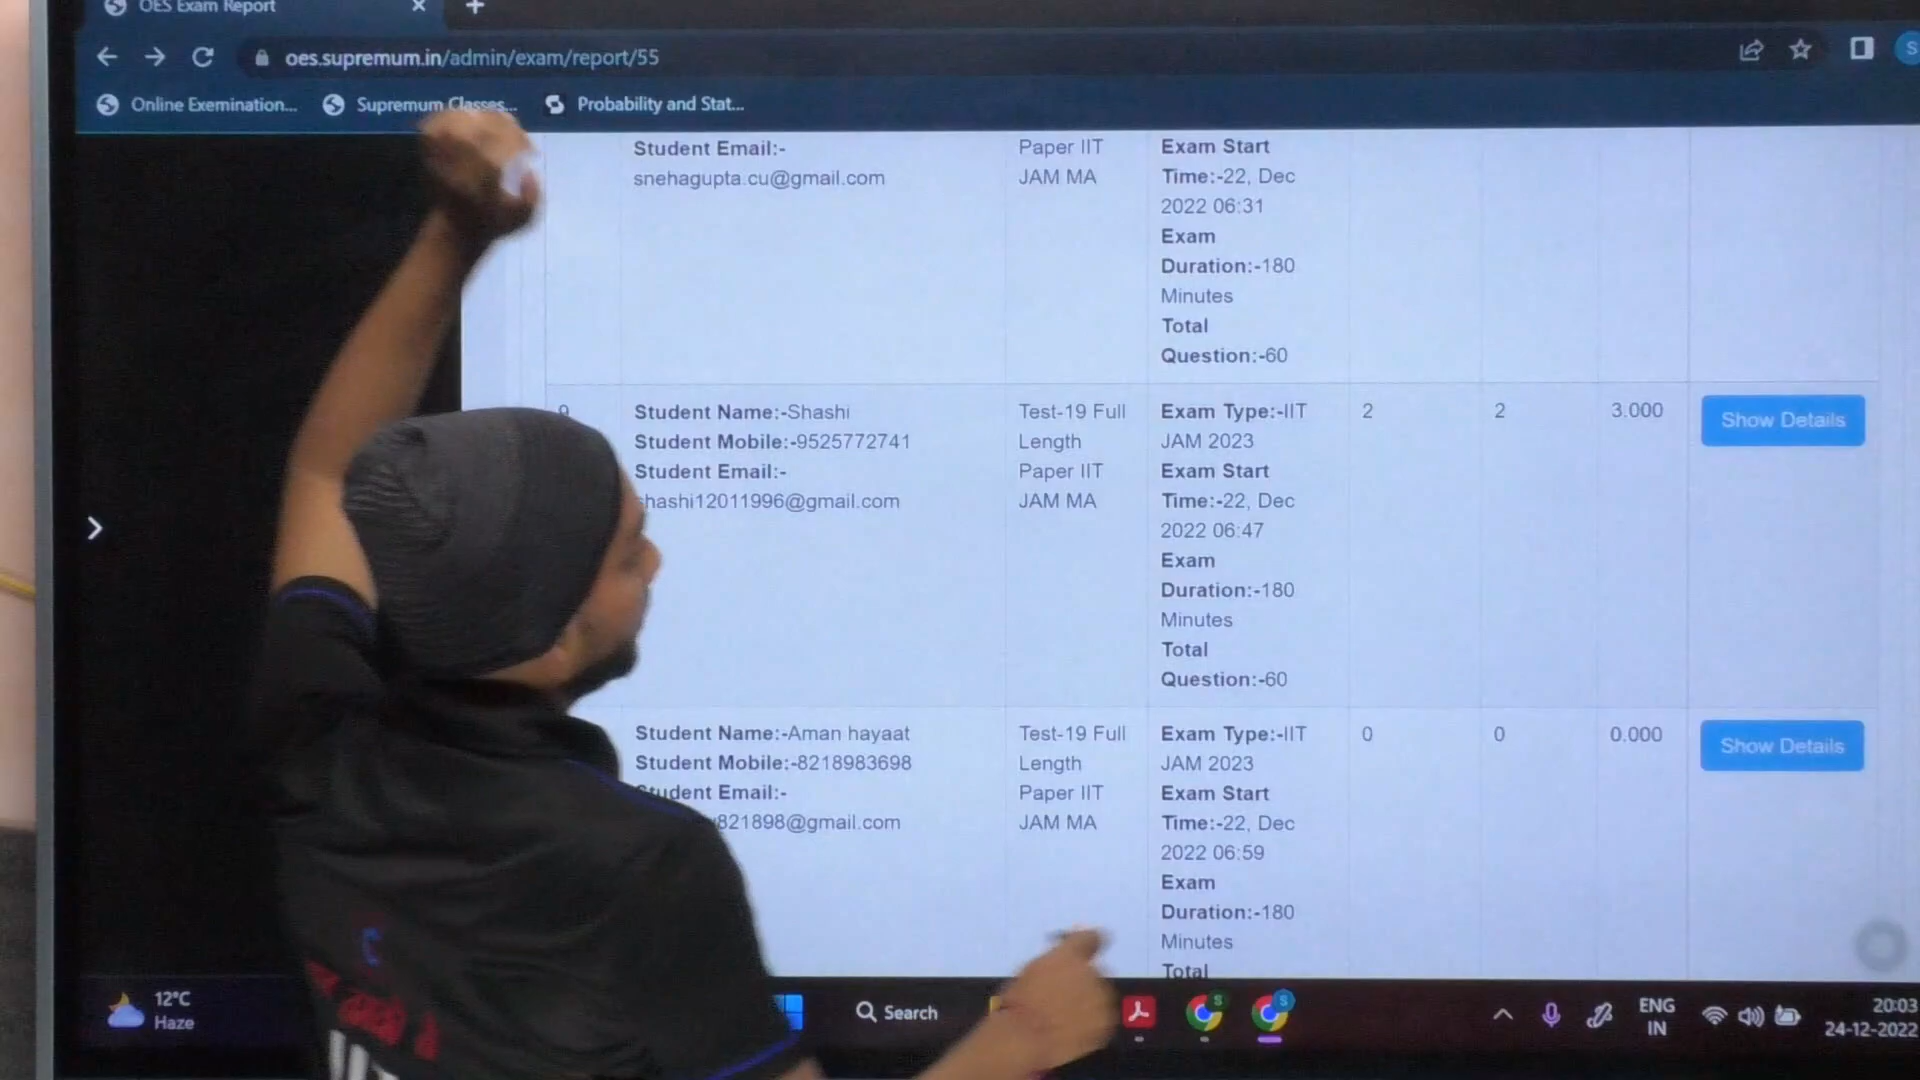 OES Exam Report
oes.supremum.in/admin/exam/report/55
Online Exemination... Supremum Classes... Probability and Stat...
Student Email:-
snehagupta.cu@gmail.com
Paper IIT
JAM MA
Exam Start
Time:-22, Dec
2022 06:31
Exam
Duration:-180
Minutes
Total
Question:-60
9
Student Name:-Shashi
Student Mobile:-9525772741
Student Email:-
hashi12011996@gmail.com
Test-19 Full
Length
Paper IIT
JAM MA
Exam Type:-IIT
JAM 2023
Exam Start
Time:-22, Dec
2022 06:47
Exam
Duration:-180
Minutes
Total
Question:-60
2
2
3.000
Show Details
Student Name:-Aman hayaat
Student Mobile:-8218983698
Student Email:-
821898@gmail.com
Test-19 Full
Length
Paper IIT
JAM MA
Exam Type:-IIT
JAM 2023
Exam Start
Time:-22, Dec
2022 06:59
Exam
Duration:-180
Minutes
Total
0
0
0.000
Show Details
12°C
Haze
Search
ENG
IN
20:03
24-12-2022